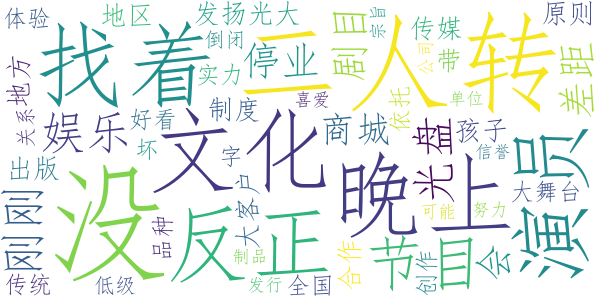 体验
地区
发扬光大
剧目
宗旨
传媒
原则
找着
倒闭
停业
二人转
带
公司
差距
地方
实力
关系
喜爱
依托
单位
娱乐
好看
制度
文化
商城
光盘
孩子
信誉
演员
坏
字
出版
没
晚上
大舞台
刚刚
品种
大客户
反正
可能
努力
节目
会
合作
创作
制品
传统
低级
发行
全国